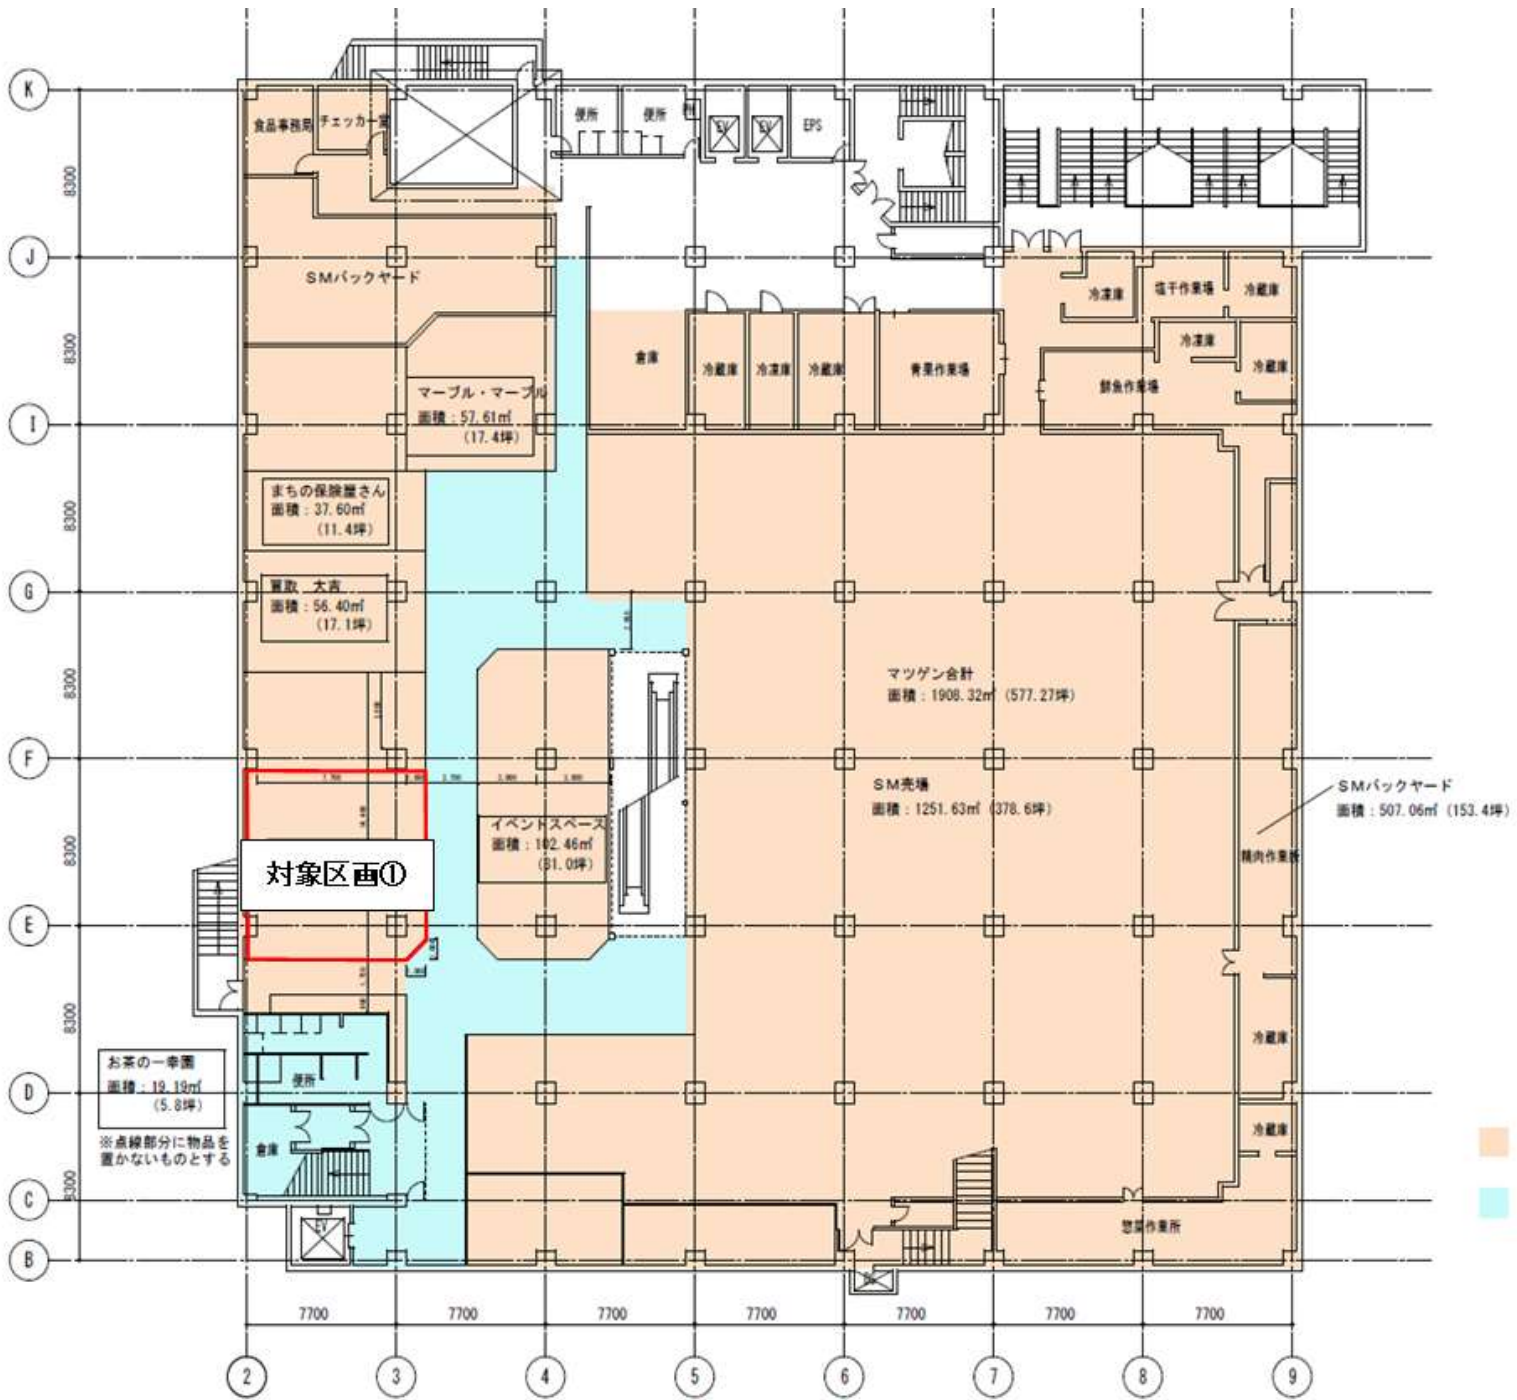 K
食品事務局
チェッカー室
便所
便所
PH
EV
EV
EPS
8300
J
SMバックヤード
冷凍庫
塩干作業場
冷蔵庫
冷凍庫
8300
倉庫
冷蔵庫
冷凍庫
冷蔵庫
青果作業場
冷蔵庫
鮮魚作業場
マーブル・マーブル
面積：57.61㎡
(17.4坪)
I
まちの保険屋さん
面積：37.60㎡
(11.4坪)
8300
G
買取 大吉
面積：56.40㎡
(17.1坪)
8300
マツゲン合計
面積：1908.32㎡ (577.27坪)
F
7,700
SM売場
面積：1251.63㎡ (378.6坪)
SMバックヤード
面積：507.06㎡ (153.4坪)
イベントスペース
面積：102.46㎡
(31.0坪)
8300
対象区画①
精肉作業所
E
8300
冷蔵庫
お茶の一幸園
面積：19.19㎡
(5.8坪)
便所
D
※点線部分に物品を
置かないものとする
倉庫
冷蔵庫
8300
C
EV
惣菜作業所
B
7700
7700
7700
7700
7700
7700
7700
2
3
4
5
6
7
8
9